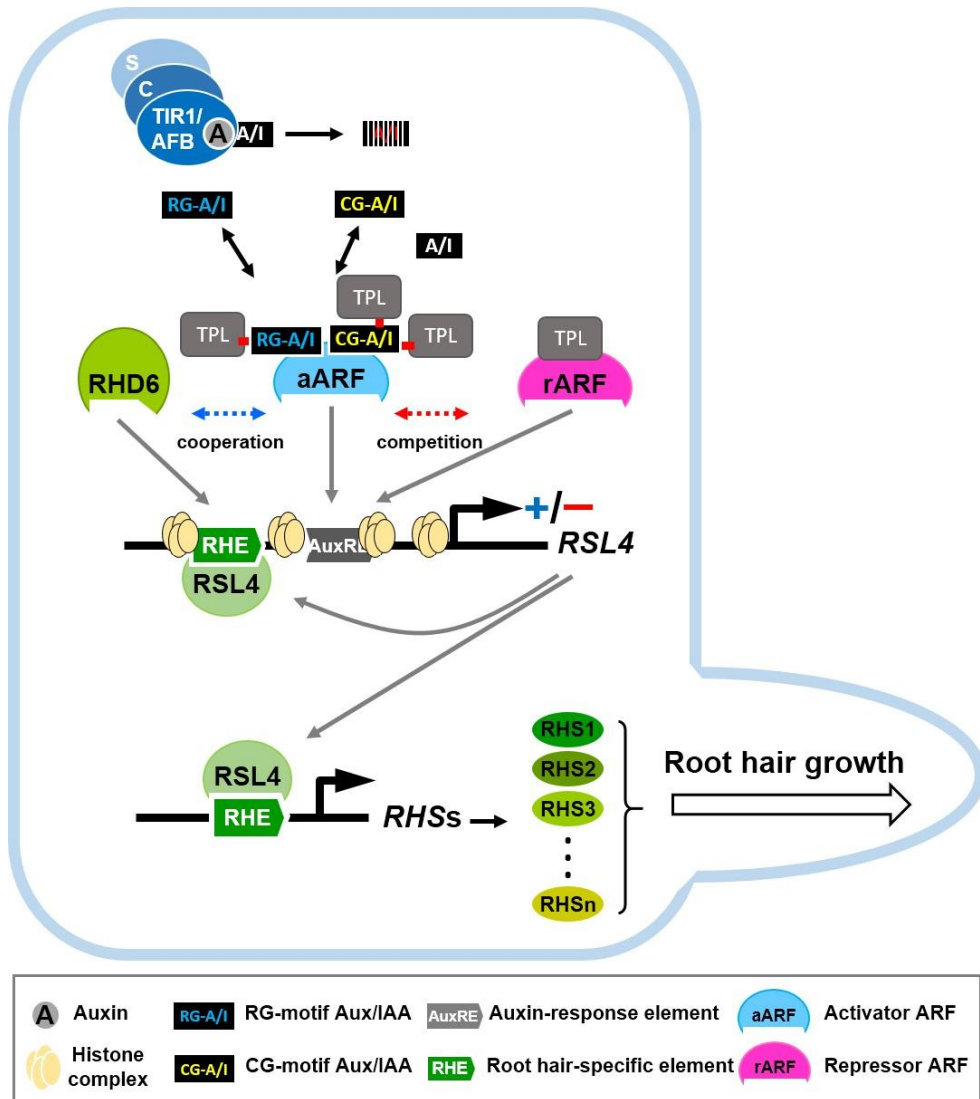 S
C
TIR1/
AFB
A
A/I
A/I
RG-A/I
CG-A/I
A/I
TPL
TPL
RG-A/I
CG-A/I
TPL
TPL
RHD6
aARF
rARF
cooperation
competition
+/−
RHE
AuxRE
RSL4
RSL4
RSL4
RHE
RHSs
RHS1
RHS2
RHS3
RHSn
Root hair growth
A Auxin
RG-A/I RG-motif Aux/IAA
AuxRE Auxin-response element
aARF Activator ARF
Histone
complex
CG-A/I CG-motif Aux/IAA
RHE Root hair-specific element
rARF Repressor ARF